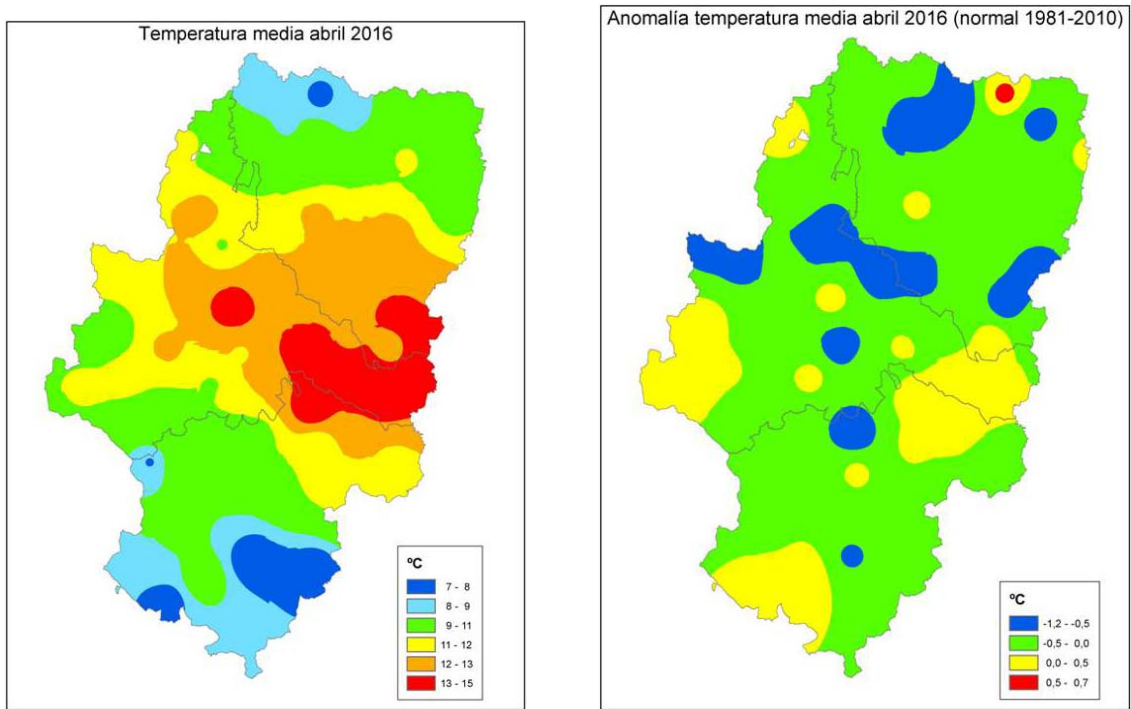 Temperatura media abril 2016
ºC
7 - 8
8 - 9
9 - 11
11 - 12
12 - 13
13 - 15
Anomalía temperatura media abril 2016 (normal 1981-2010)
ºC
-1,2 - -0,5
-0,5 - 0,0
0,0 - 0,5
0,5 - 0,7